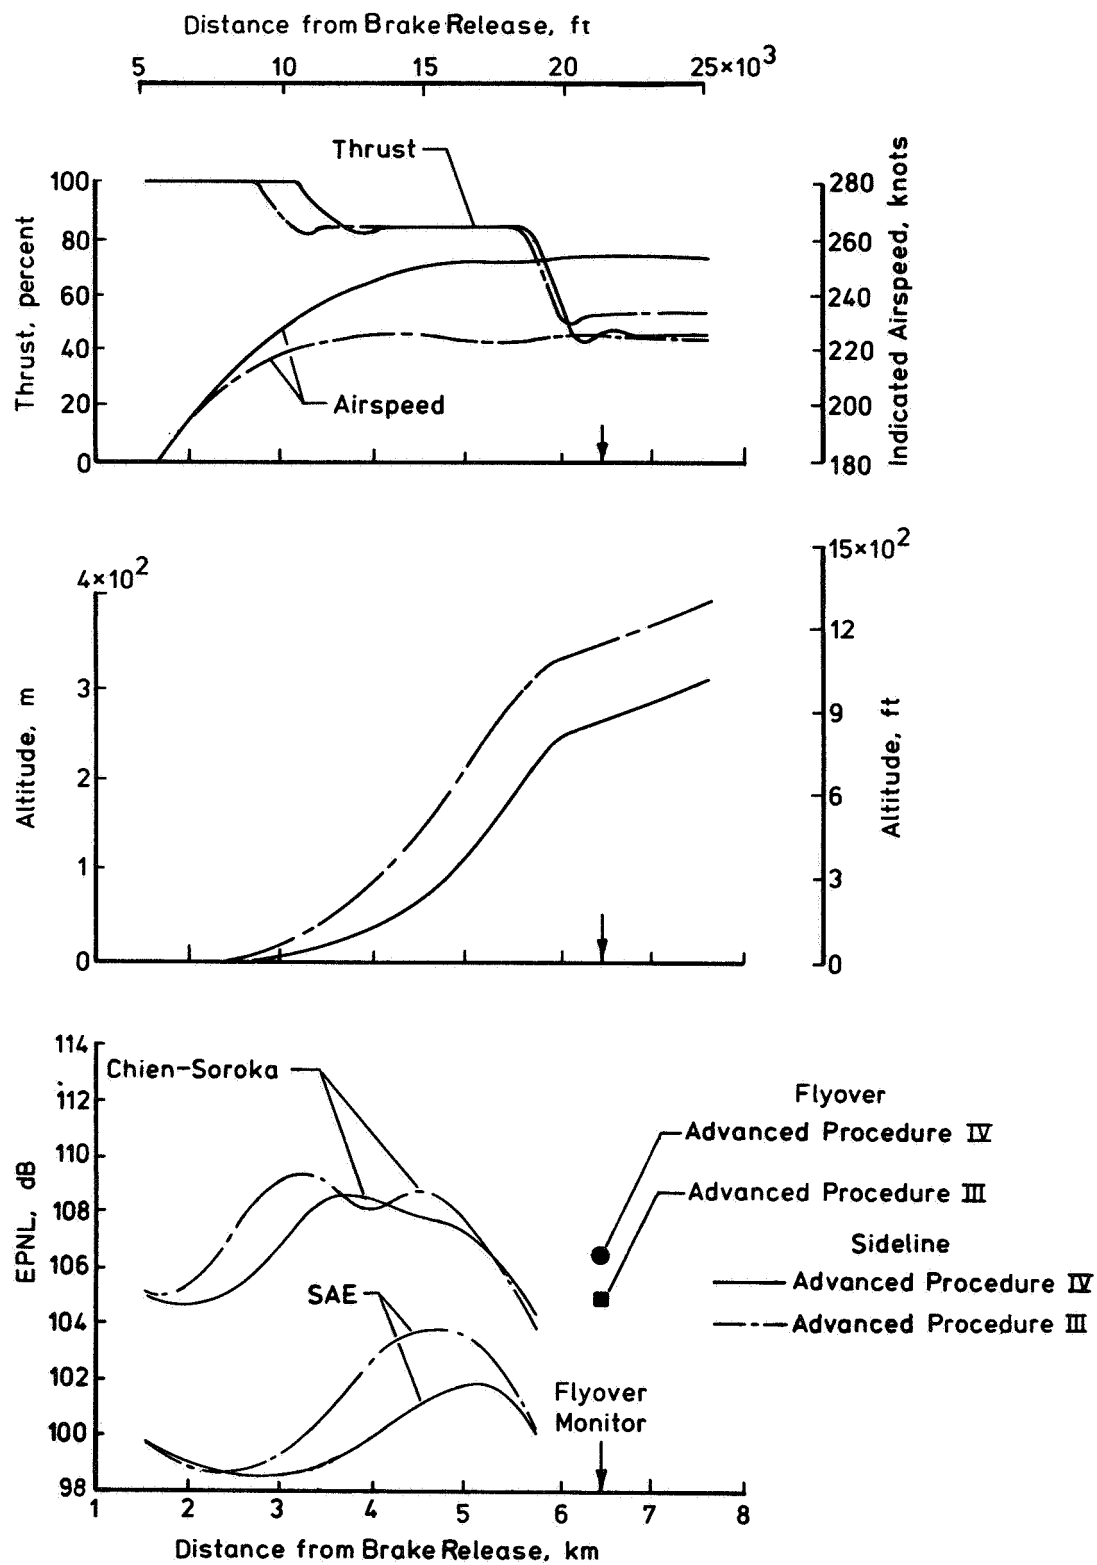 Distance from Brake Release, ft
5 10 15 20 25×10³
Thrust
100
80
60
40
20
0
Thrust, percent
Airspeed
280
260
240
220
200
180
Indicated Airspeed, knots
4×10²
3
2
1
0
Altitude, m
15×10²
12
9
6
3
0
Altitude, ft
114
112
110
108
106
104
102
100
98
EPNL, dB
Chien-Soroka
SAE
Flyover
Advanced Procedure IV
Advanced Procedure III
Sideline
Advanced Procedure IV
Advanced Procedure III
Flyover
Monitor
1 2 3 4 5 6 7 8
Distance from Brake Release, km